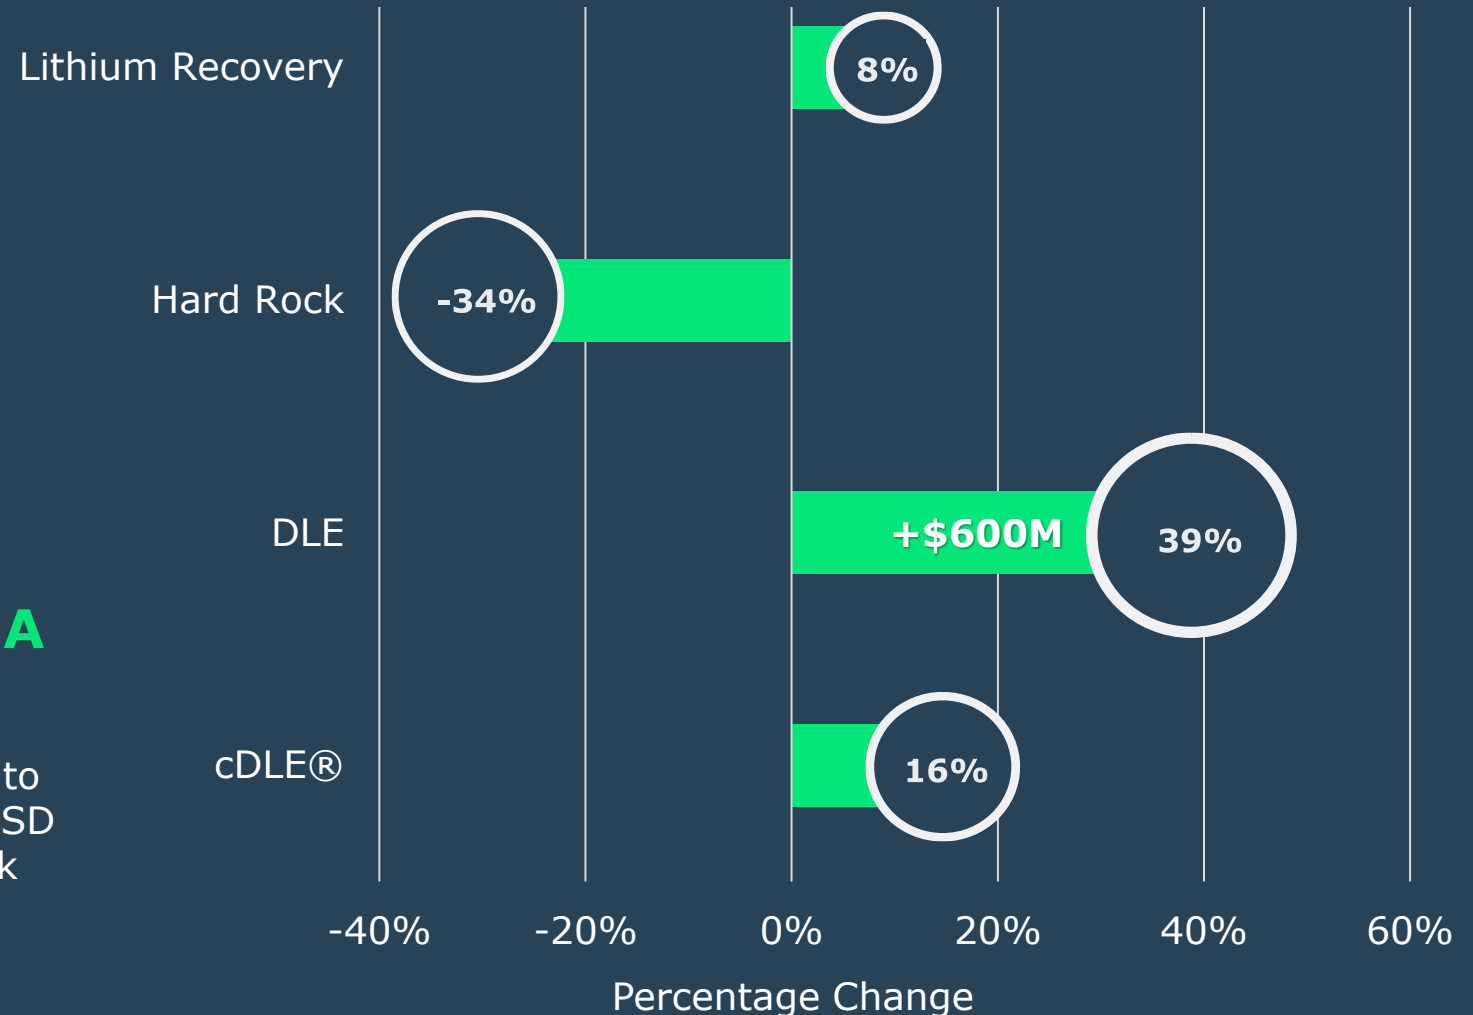 Lithium Recovery
8%
Hard Rock
-34%
DLE
+$600M
39%
A
cDLE®
16%
to
SD
k
-40% -20% 0% 20% 40% 60%
Percentage Change